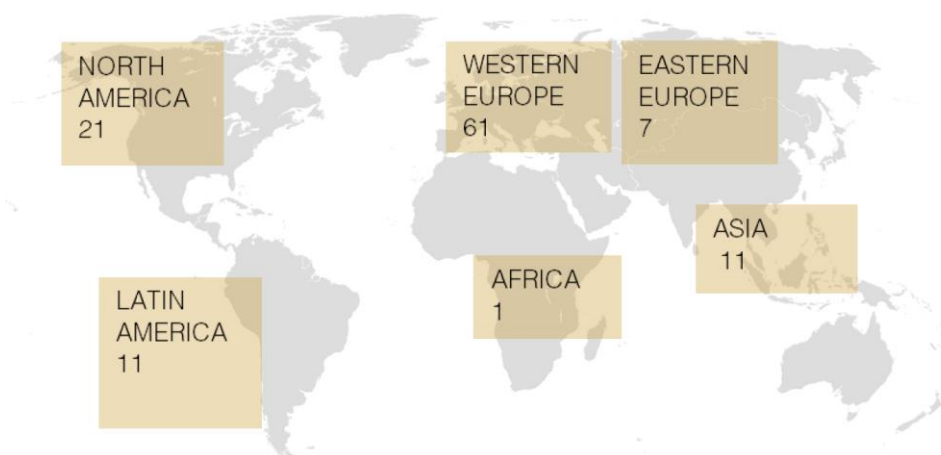 NORTH
AMERICA
21
WESTERN
EUROPE
61
EASTERN
EUROPE
7
ASIA
11
AFRICA
1
LATIN
AMERICA
11